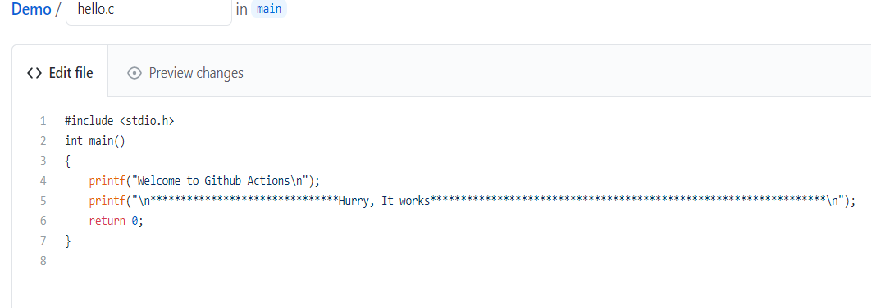 Demo / hello.c in main
Edit file Preview changes
1 #include <stdio.h>
2 int main()
3 {
4 printf("Welcome to Github Actions\n");
5 printf("\n*******************************Hurry, It works*****************************************************************\n");
6 return 0;
7 }
8